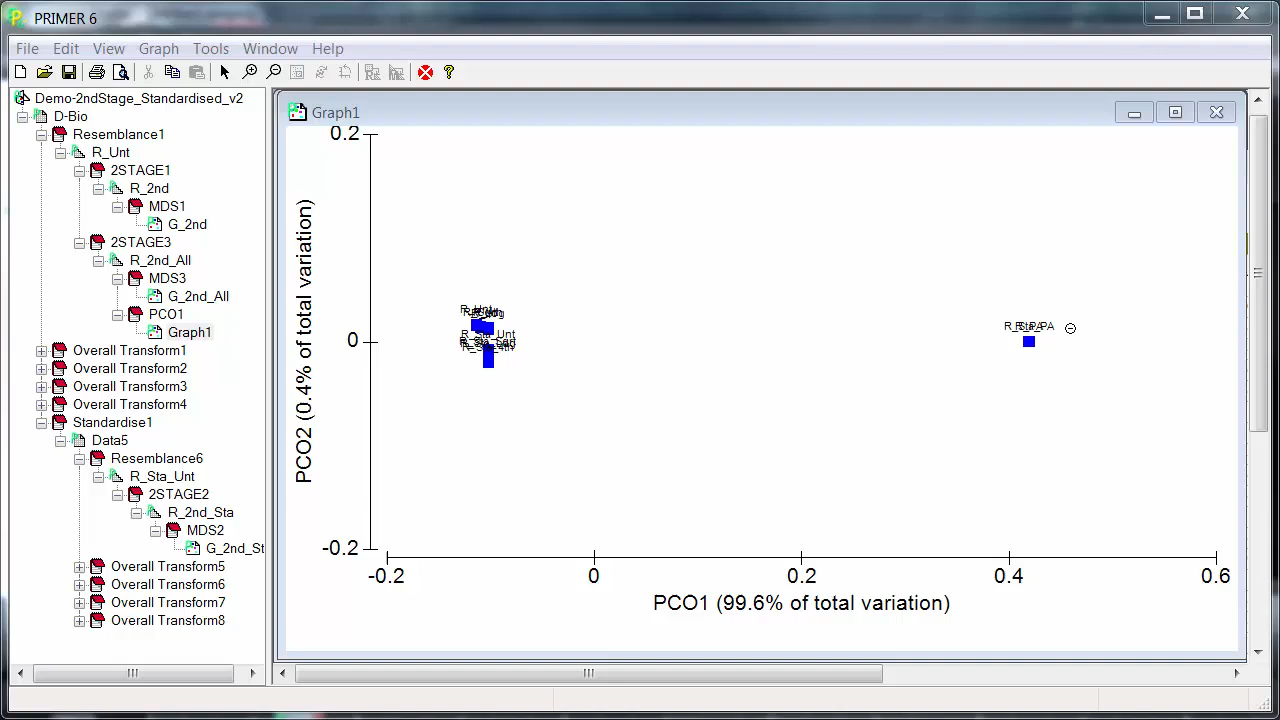 PRIMER 6
File Edit View Graph Tools Window Help
Demo-2ndStage_Standardised_v2
D-Bio
Resemblance1
R_Unt
2STAGE1
R_2nd
MDS1
G_2nd
2STAGE3
R_2nd_All
MDS3
G_2nd_All
PCO1
Graph1
Overall Transform1
Overall Transform2
Overall Transform3
Overall Transform4
Standardise1
Data5
Resemblance6
R_Sta_Unt
2STAGE2
R_2nd_Sta
MDS2
G_2nd_St
Overall Transform5
Overall Transform6
Overall Transform7
Overall Transform8
Graph1
0.2
0
-0.2
PCO2 (0.4% of total variation)
R_Unt
R_Sta_Unt
-0.2 0 0.2 0.4 0.6
PCO1 (99.6% of total variation)